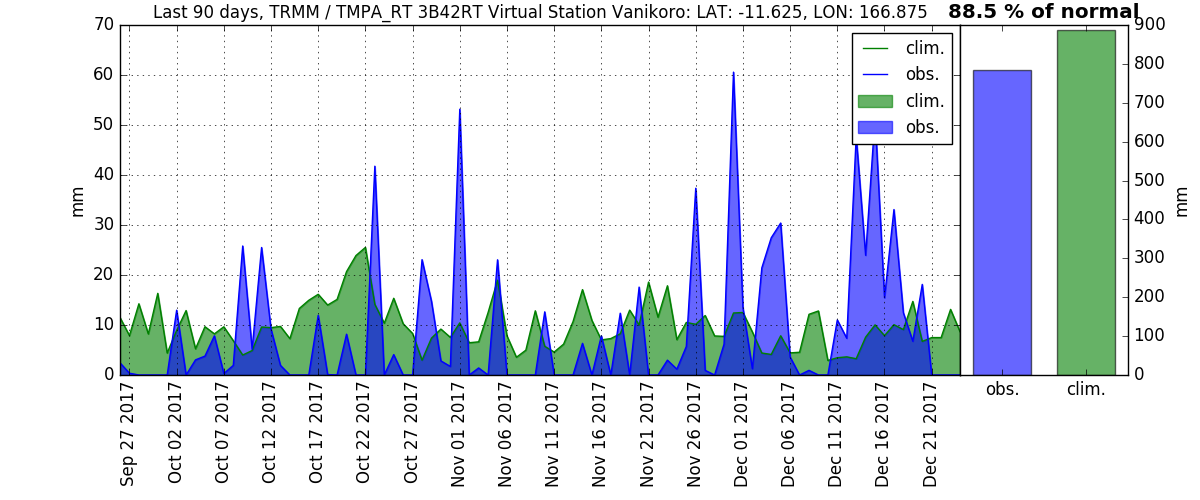 Last 90 days, TRMM / TMPA_RT 3B42RT Virtual Station Vanikoro: LAT: -11.625, LON: 166.875
88.5 % of normal
70
60
50
40
30
20
10
0
mm
clim.
obs.
clim.
obs.
900
800
700
600
500
400
300
200
100
0
mm
Sep 27 2017
Oct 02 2017
Oct 07 2017
Oct 12 2017
Oct 17 2017
Oct 22 2017
Oct 27 2017
Nov 01 2017
Nov 06 2017
Nov 11 2017
Nov 16 2017
Nov 21 2017
Nov 26 2017
Dec 01 2017
Dec 06 2017
Dec 11 2017
Dec 16 2017
Dec 21 2017
obs.
clim.